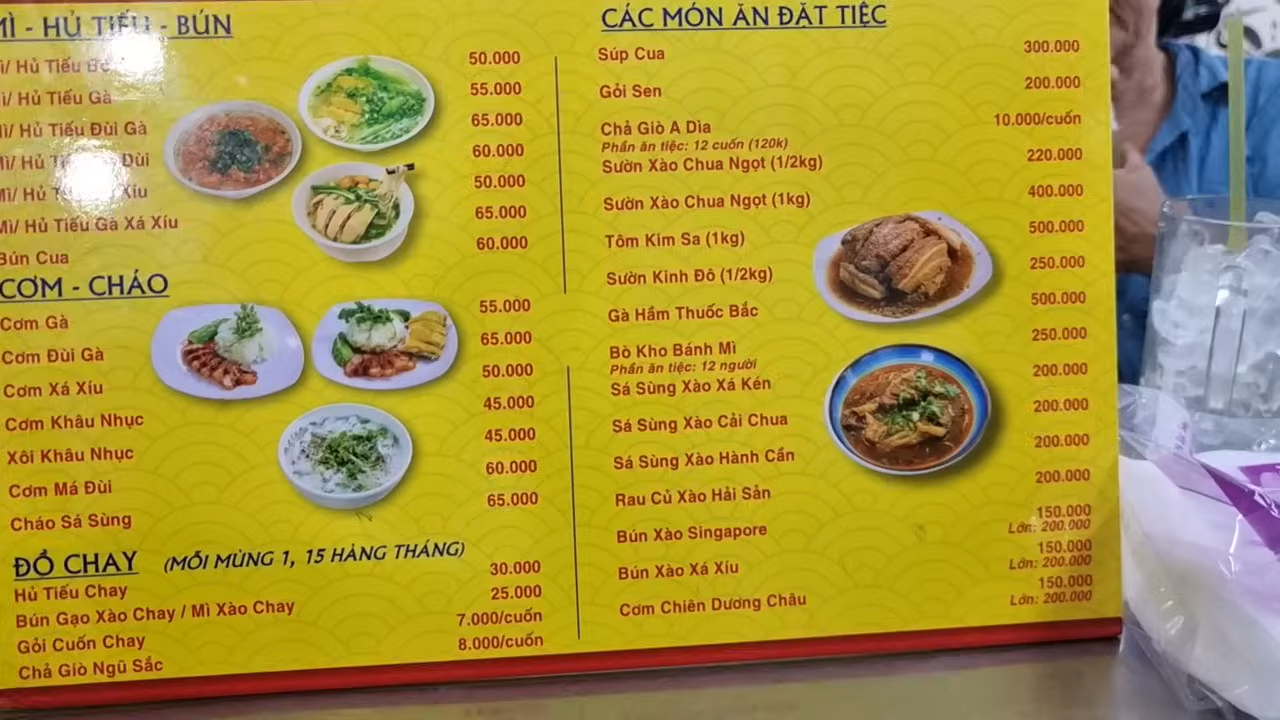 MÌ - HỦ TIẾU - BÚN
Mì/ Hủ Tiếu 50.000
Mì/ Hủ Tiếu Gà 55.000
Mì/ Hủ Tiếu Đùi Gà 65.000
Mì/ Hủ Đùi 60.000
Mì/ Hủ Xíu 50.000
Mì/ Hủ Tiếu Gà Xá Xíu 65.000
Bún Cua 60.000
CƠM - CHÁO
Cơm Gà 55.000
Cơm Đùi Gà 65.000
Cơm Xá Xíu 50.000
Cơm Khâu Nhục 45.000
Xôi Khâu Nhục 45.000
Cơm Má Đùi 60.000
Cháo Sá Sùng 65.000
ĐỒ CHAY (MỖI MÙNG 1, 15 HÀNG THÁNG)
Hủ Tiếu Chay 30.000
Bún Gạo Xào Chay / Mì Xào Chay 25.000
Gỏi Cuốn Chay 7.000/cuốn
Chả Giò Ngũ Sắc 8.000/cuốn
CÁC MÓN ĂN ĐẶT TIỆC
Súp Cua 300.000
Gỏi Sen 200.000
Chả Giò A Dìa 10.000/cuốn
Phần ăn tiệc: 12 cuốn (120k)
Sườn Xào Chua Ngọt (1/2kg) 220.000
Sườn Xào Chua Ngọt (1kg) 400.000
Tôm Kim Sa (1kg) 500.000
Sườn Kinh Đô (1/2kg) 250.000
Gà Hầm Thuốc Bắc 500.000
Bò Kho Bánh Mì 250.000
Phần ăn tiệc: 12 người
Sá Sùng Xào Xá Kén 200.000
Sá Sùng Xào Cải Chua 200.000
Sá Sùng Xào Hành Cần 200.000
Rau Củ Xào Hải Sản 200.000
Bún Xào Singapore 150.000
Lớn: 200.000
Bún Xào Xá Xíu 150.000
Lớn: 200.000
Cơm Chiên Dương Châu 150.000
Lớn: 200.000